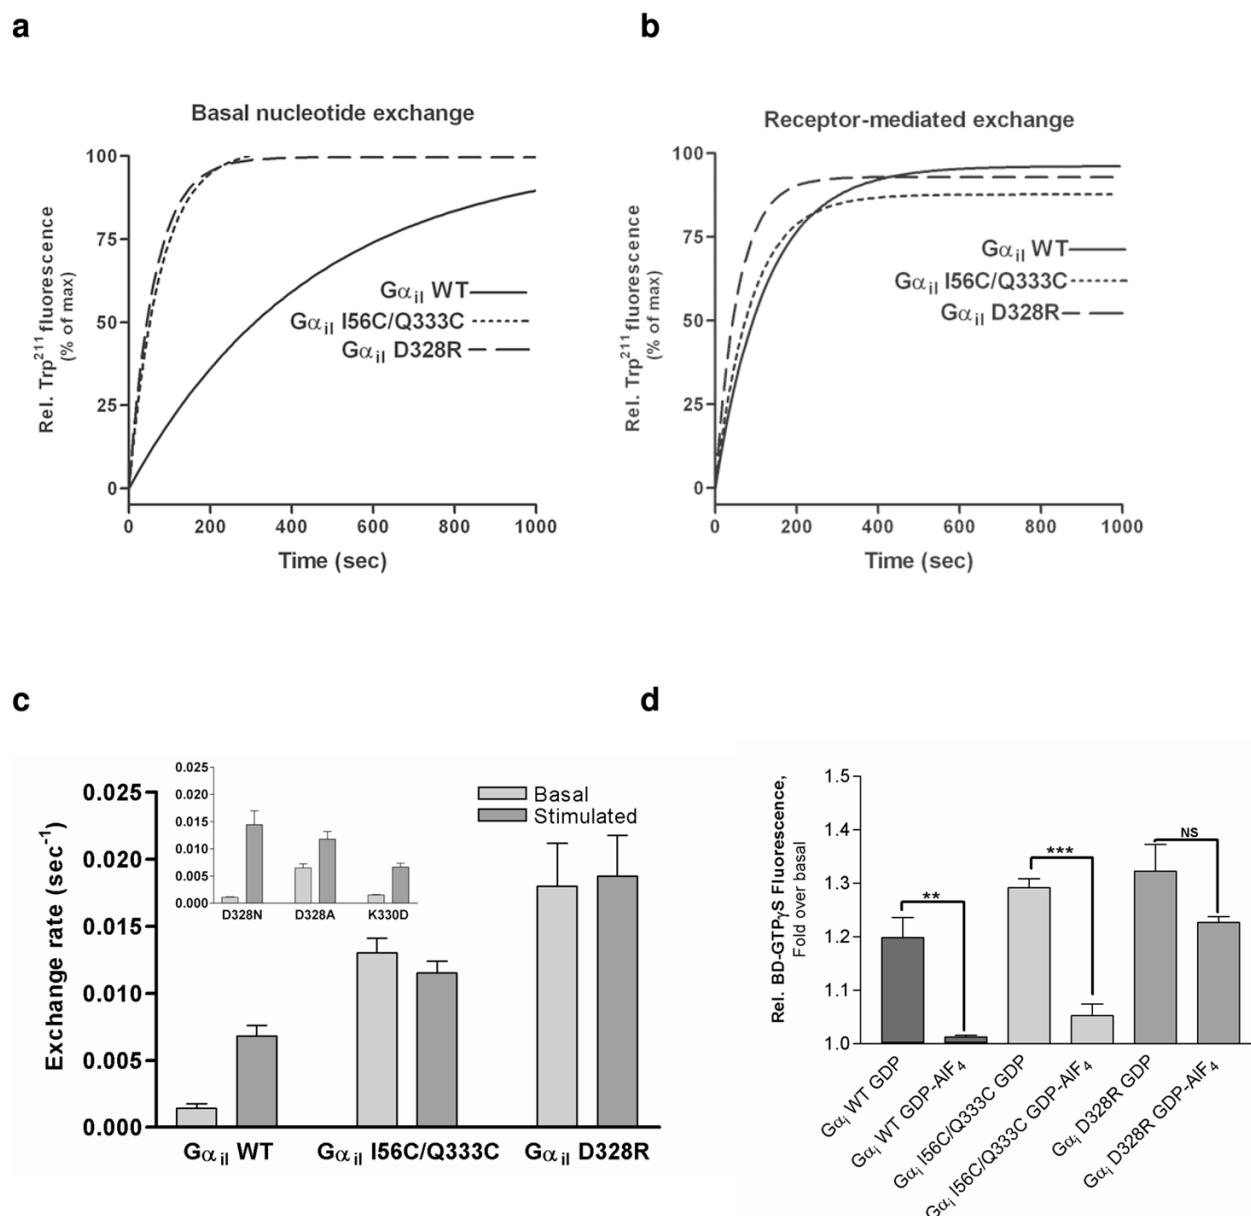 a
Basal nucleotide exchange
Rel. Trp211 fluorescence
(% of max)
100
75
50
25
0
0 200 400 600 800 1000
Time (sec)
Gαil WT
Gαil I56C/Q333C
Gαil D328R
b
Receptor-mediated exchange
Rel. Trp211 fluorescence
(% of max)
100
75
50
25
0
0 200 400 600 800 1000
Time (sec)
Gαil WT
Gαil I56C/Q333C
Gαil D328R
c
Exchange rate (sec-1)
0.025
0.020
0.015
0.010
0.005
0.000
0.025
0.020
0.015
0.010
0.005
0.000
D328N D328A K330D
Basal
Stimulated
Gαil WT Gαil I56C/Q333C Gαil D328R
d
Rel. BD-GTPγS Fluorescence,
Fold over basal
1.5
1.4
1.3
1.2
1.1
1.0
**
***
NS
Gαi WT GDP
Gαi WT GDP-AlF4
Gαi I56C/Q333C GDP
Gαi I56C/Q333C GDP-AlF4
Gαi D328R GDP
Gαi D328R GDP-AlF4